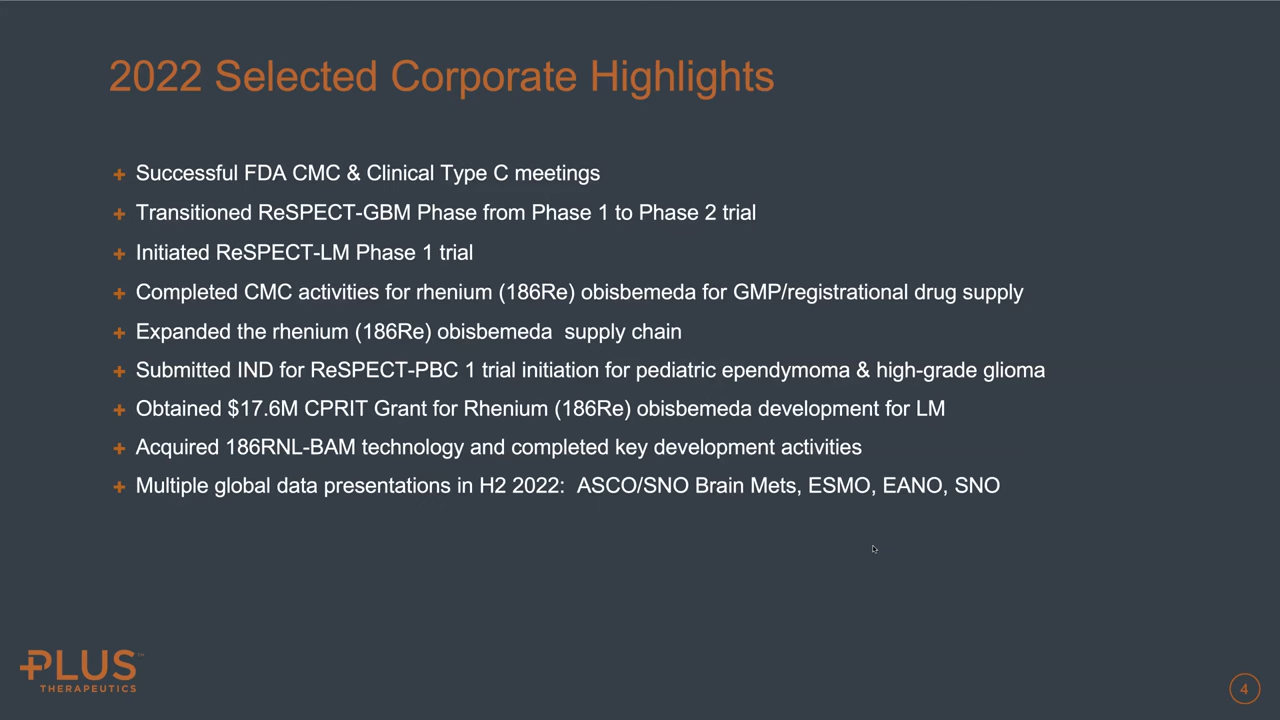 2022 Selected Corporate Highlights
Successful FDA CMC & Clinical Type C meetings
Transitioned ReSPECT-GBM Phase from Phase 1 to Phase 2 trial
Initiated ReSPECT-LM Phase 1 trial
Completed CMC activities for rhenium (186Re) obisbemeda for GMP/registrational drug supply
Expanded the rhenium (186Re) obisbemeda  supply chain
Submitted IND for ReSPECT-PBC 1 trial initiation for pediatric ependymoma & high-grade glioma
Obtained $17.6M CPRIT Grant for Rhenium (186Re) obisbemeda development for LM
Acquired 186RNL-BAM technology and completed key development activities
Multiple global data presentations in H2 2022:  ASCO/SNO Brain Mets, ESMO, EANO, SNO
PLUS™
THERAPEUTICS
4